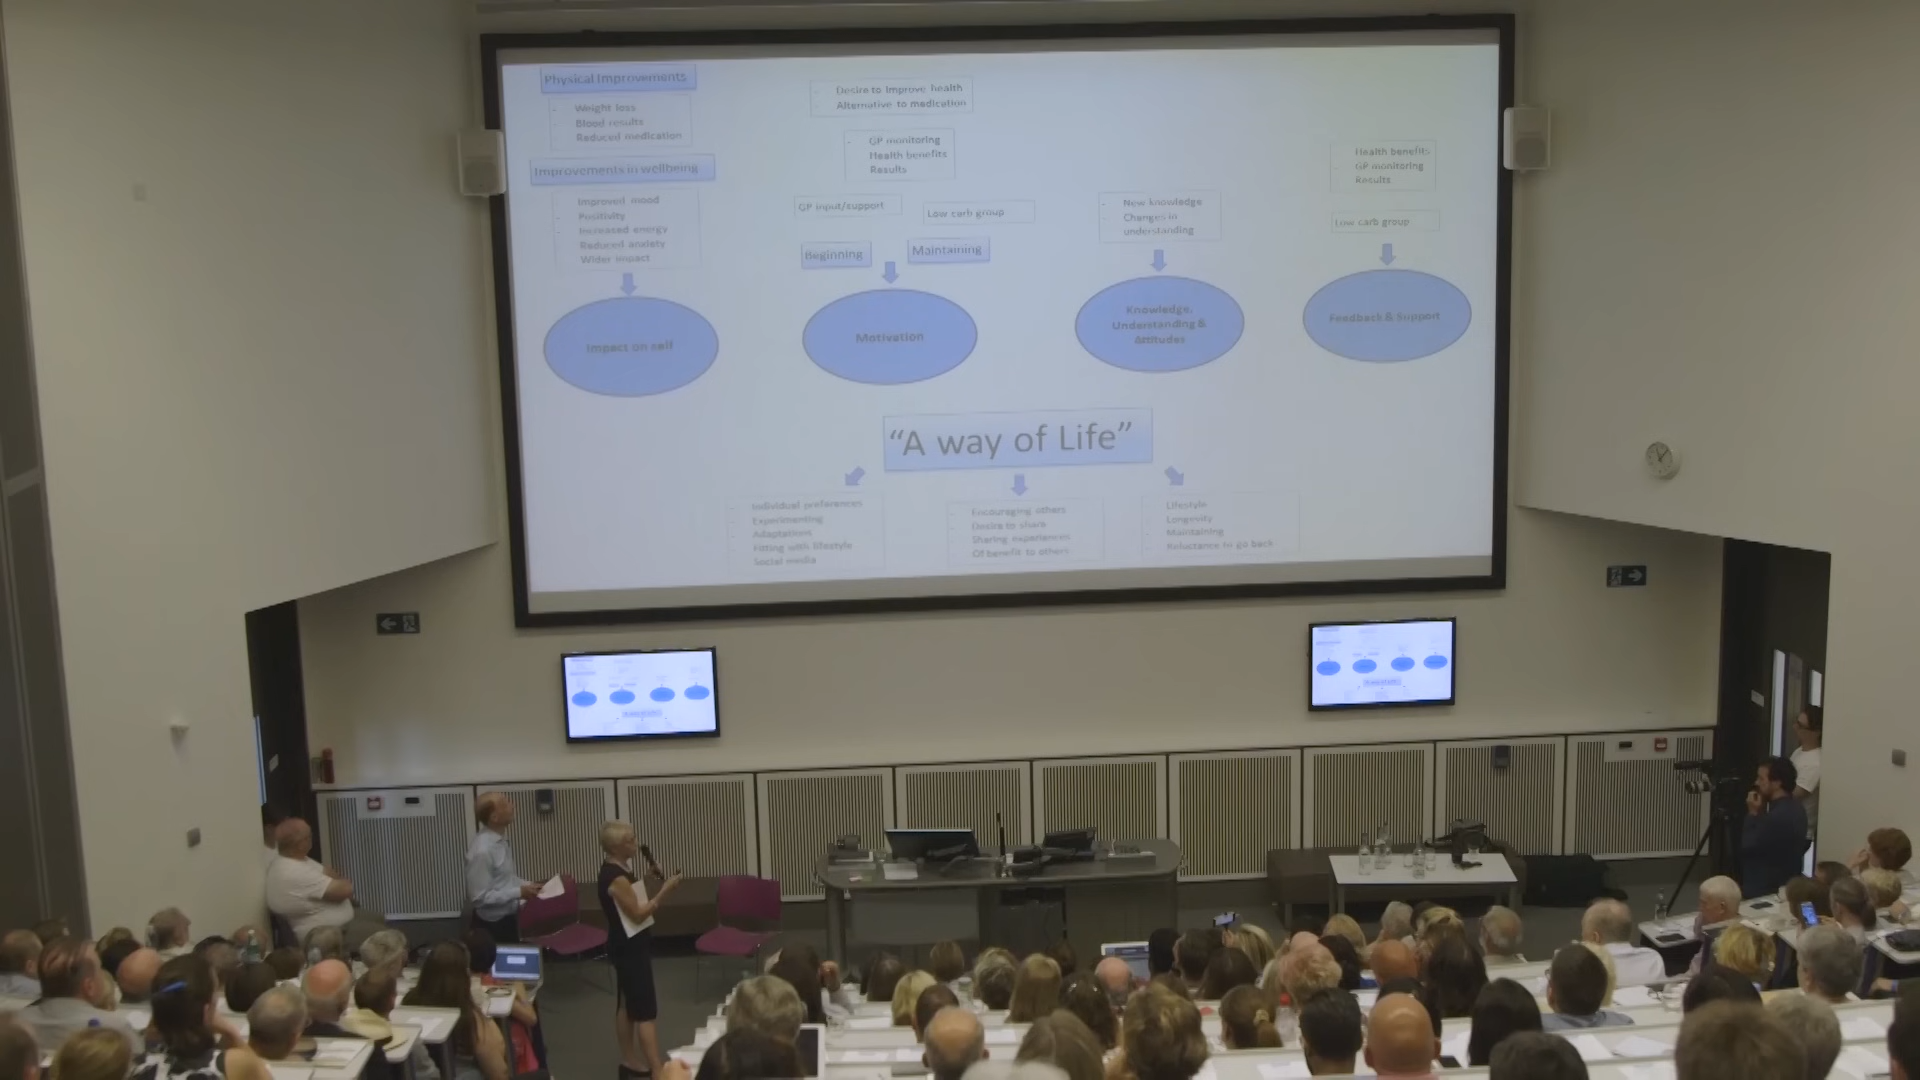 Physical Improvements
- Weight loss
- Blood results
- Reduced medication
Improvements in wellbeing
- Improved mood
- Positivity
- Increased energy
- Reduced anxiety
- Wider impact
Impact on self
- Desire to improve health
- Alternative to medication
- GP monitoring
Health benefits
Results
GP input/support
Low carb group
Beginning
Maintaining
Motivation
- New knowledge
- Changes in
understanding
Knowledge,
Understanding &
Attitudes
- Health benefits
- GP monitoring
- Results
Low carb group
Feedback & Support
“A way of Life”
- Individual preferences
- Experimenting
- Adaptations
- Fitting with lifestyle
- Social media
- Encouraging others
- Desire to share
- Sharing experiences
- Of benefit to others
- Lifestyle
- Longevity
- Maintaining
- Reluctance to go back